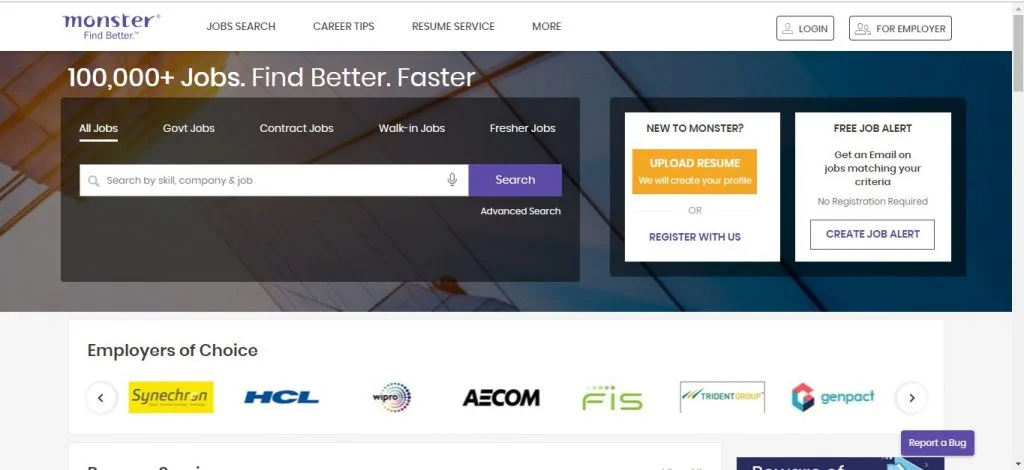 monster®
Find Better.™
JOBS SEARCH
CAREER TIPS
RESUME SERVICE
MORE
LOGIN
FOR EMPLOYER
100,000+ Jobs. Find Better. Faster
All Jobs
Govt Jobs
Contract Jobs
Walk-in Jobs
Fresher Jobs
Search by skill, company & job
Search
Advanced Search
NEW TO MONSTER?
UPLOAD RESUME
We will create your profile
OR
REGISTER WITH US
FREE JOB ALERT
Get an Email on
jobs matching your
criteria
No Registration Required
CREATE JOB ALERT
Employers of Choice
Synechron
HCL
wipro
AECOM
FIS
TRIDENTGROUP
genpact
Report a Bug
Beware of